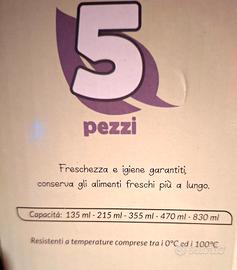 5
pezzi
Freschezza e igiene garantiti,
conserva gli alimenti freschi più a lungo.
Capacità: 135 ml - 215 ml - 355 ml - 470 ml - 830 ml
Resistenti a temperature comprese tra i 0°C ed i 100°C
subito